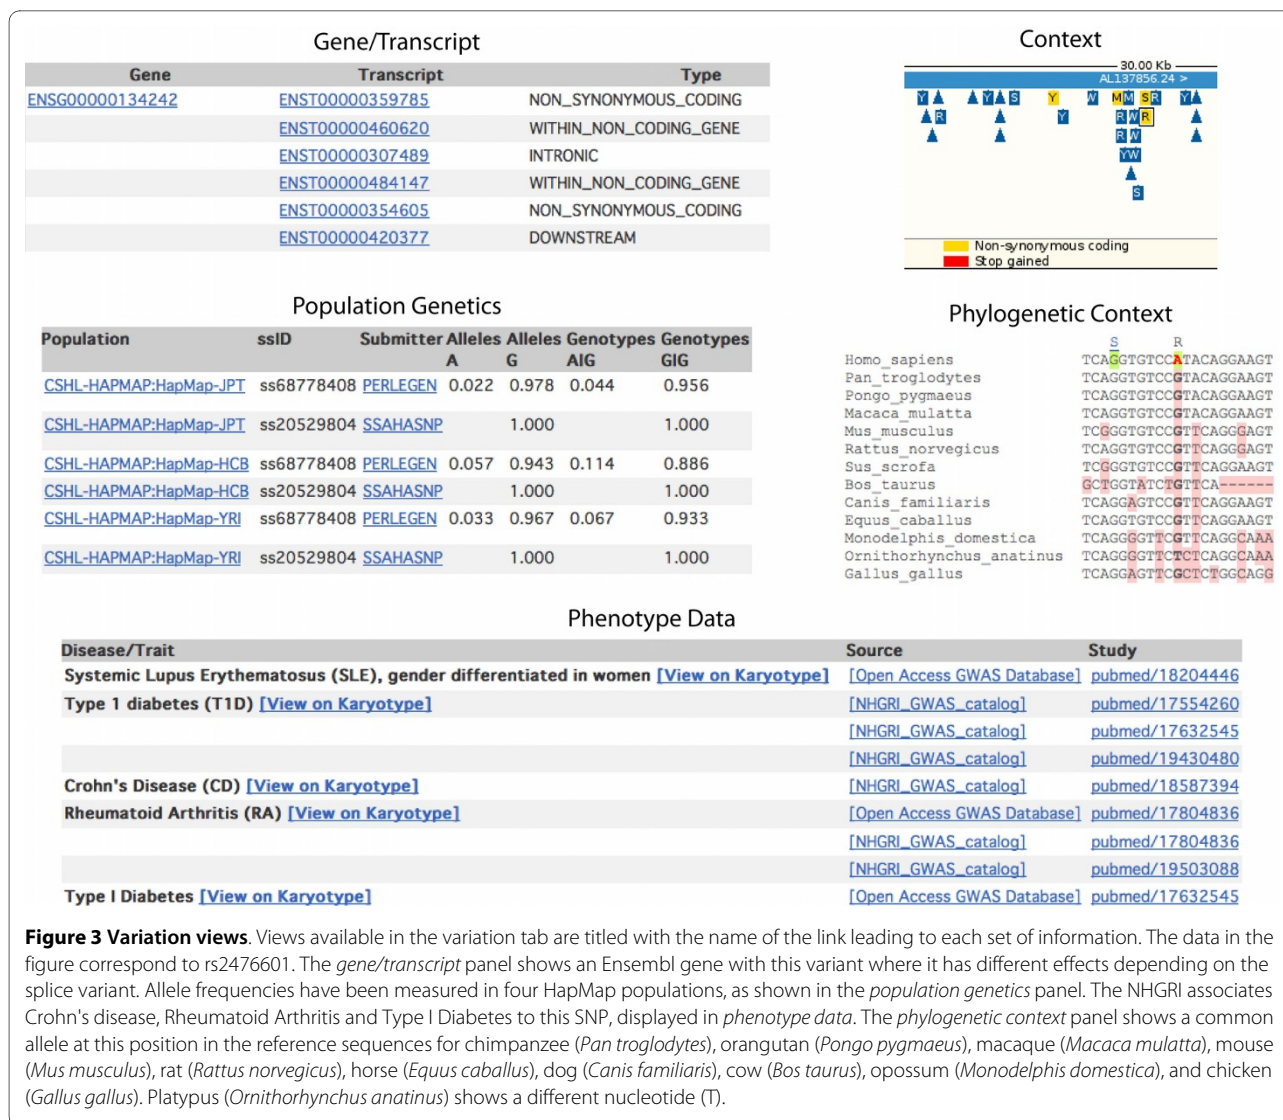 Gene/Transcript
Gene Transcript Type
ENSG00000134242 ENST00000359785 NON_SYNONYMOUS_CODING
ENST00000460620 WITHIN_NON_CODING_GENE
ENST00000307489 INTRONIC
ENST00000484147 WITHIN_NON_CODING_GENE
ENST00000354605 NON_SYNONYMOUS_CODING
ENST00000420377 DOWNSTREAM
Context
30.00 Kb
AL137856.24 >
Y Y A S Y W M M S R Y
R Y R W R
R W
Y W
S
Non-synonymous coding
Stop gained
Population Genetics
Population ssID Submitter Alleles Alleles Genotypes Genotypes
A G A|G G|G
CSHL-HAPMAP:HapMap-JPT ss68778408 PERLEGEN 0.022 0.978 0.044 0.956
CSHL-HAPMAP:HapMap-JPT ss20529804 SSAHASNP 1.000 1.000
CSHL-HAPMAP:HapMap-HCB ss68778408 PERLEGEN 0.057 0.943 0.114 0.886
CSHL-HAPMAP:HapMap-HCB ss20529804 SSAHASNP 1.000 1.000
CSHL-HAPMAP:HapMap-YRI ss68778408 PERLEGEN 0.033 0.967 0.067 0.933
CSHL-HAPMAP:HapMap-YRI ss20529804 SSAHASNP 1.000 1.000
Phylogenetic Context
S R
Homo_sapiens TCAGGTGTCCATACAGGAAGT
Pan_troglodytes TCAGGTGTCCGTACAGGAAGT
Pongo_pygmaeus TCAGGTGTCCGTACAGGAAGT
Macaca_mulatta TCAGGTGTCCGTACAGGAAGT
Mus_musculus TCGGGTGTCCGTTCAGGGAGT
Rattus_norvegicus TCAGGTGTCCGTTCAGGGAGT
Sus_scrofa TCGGGTGTCCGTTCAGGAAGT
Bos_taurus GCTGGTATCTGTTCA------
Canis_familiaris TCAGGAGTCCGTTCAGGAAGT
Equus_caballus TCAGGTGTCCGTTCAGGAAGT
Monodelphis_domestica TCAGGGGTTCGTTCAGGCAAA
Ornithorhynchus_anatinus TCAGGGGTTCTCTCAGGCAAA
Gallus_gallus TCAGGAGTTCGCTCTGGCAGG
Phenotype Data
Disease/Trait Source Study
Systemic Lupus Erythematosus (SLE), gender differentiated in women [View on Karyotype] [Open Access GWAS Database] pubmed/18204446
Type 1 diabetes (T1D) [View on Karyotype] [NHGRI_GWAS_catalog] pubmed/17554260
[NHGRI_GWAS_catalog] pubmed/17632545
[NHGRI_GWAS_catalog] pubmed/19430480
Crohn's Disease (CD) [View on Karyotype] [NHGRI_GWAS_catalog] pubmed/18587394
Rheumatoid Arthritis (RA) [View on Karyotype] [Open Access GWAS Database] pubmed/17804836
[NHGRI_GWAS_catalog] pubmed/17804836
[NHGRI_GWAS_catalog] pubmed/19503088
Type I Diabetes [View on Karyotype] [Open Access GWAS Database] pubmed/17632545
Figure 3 Variation views. Views available in the variation tab are titled with the name of the link leading to each set of information. The data in the
figure correspond to rs2476601. The gene/transcript panel shows an Ensembl gene with this variant where it has different effects depending on the
splice variant. Allele frequencies have been measured in four HapMap populations, as shown in the population genetics panel. The NHGRI associates
Crohn's disease, Rheumatoid Arthritis and Type I Diabetes to this SNP, displayed in phenotype data. The phylogenetic context panel shows a common
allele at this position in the reference sequences for chimpanzee (Pan troglodytes), orangutan (Pongo pygmaeus), macaque (Macaca mulatta), mouse
(Mus musculus), rat (Rattus norvegicus), horse (Equus caballus), dog (Canis familiaris), cow (Bos taurus), opossum (Monodelphis domestica), and chicken
(Gallus gallus). Platypus (Ornithorhynchus anatinus) shows a different nucleotide (T).